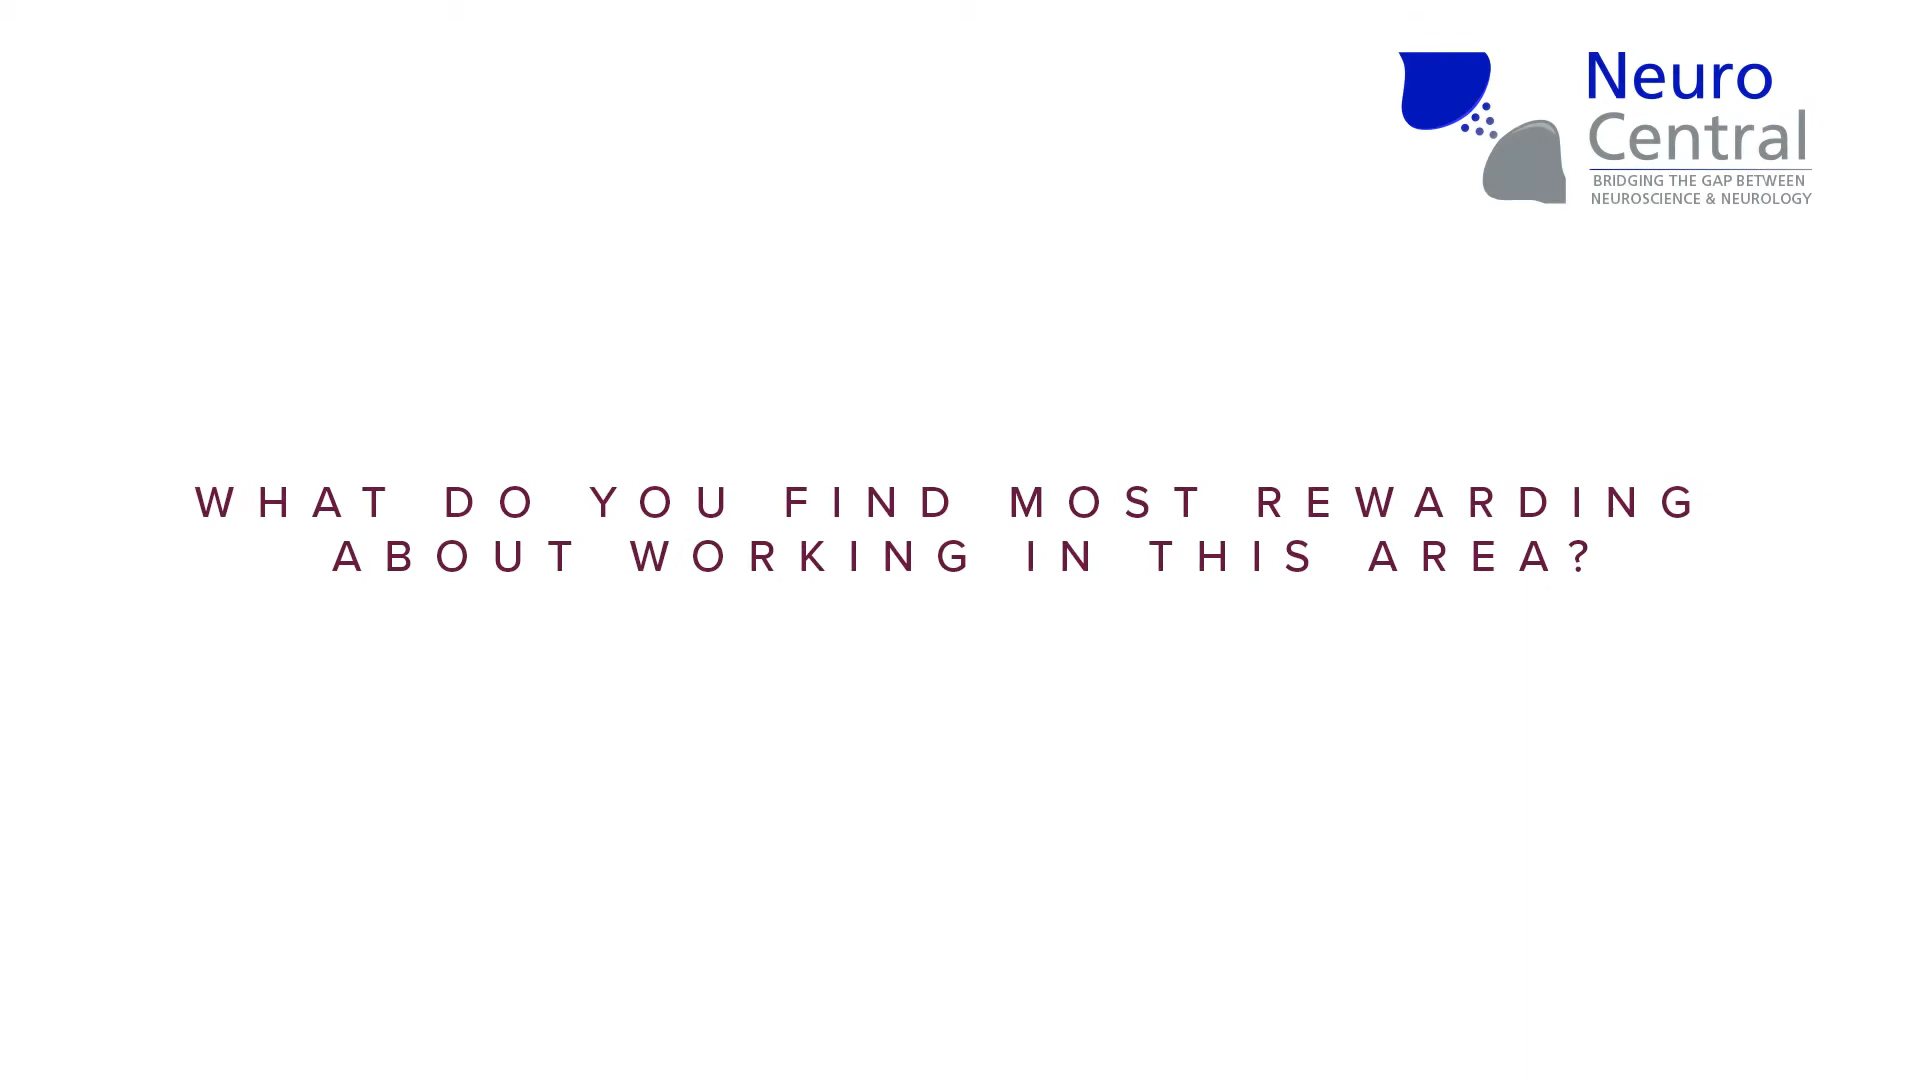 Neuro
Central
BRIDGING THE GAP BETWEEN
NEUROSCIENCE & NEUROLOGY
WHAT DO YOU FIND MOST REWARDING
ABOUT WORKING IN THIS AREA?